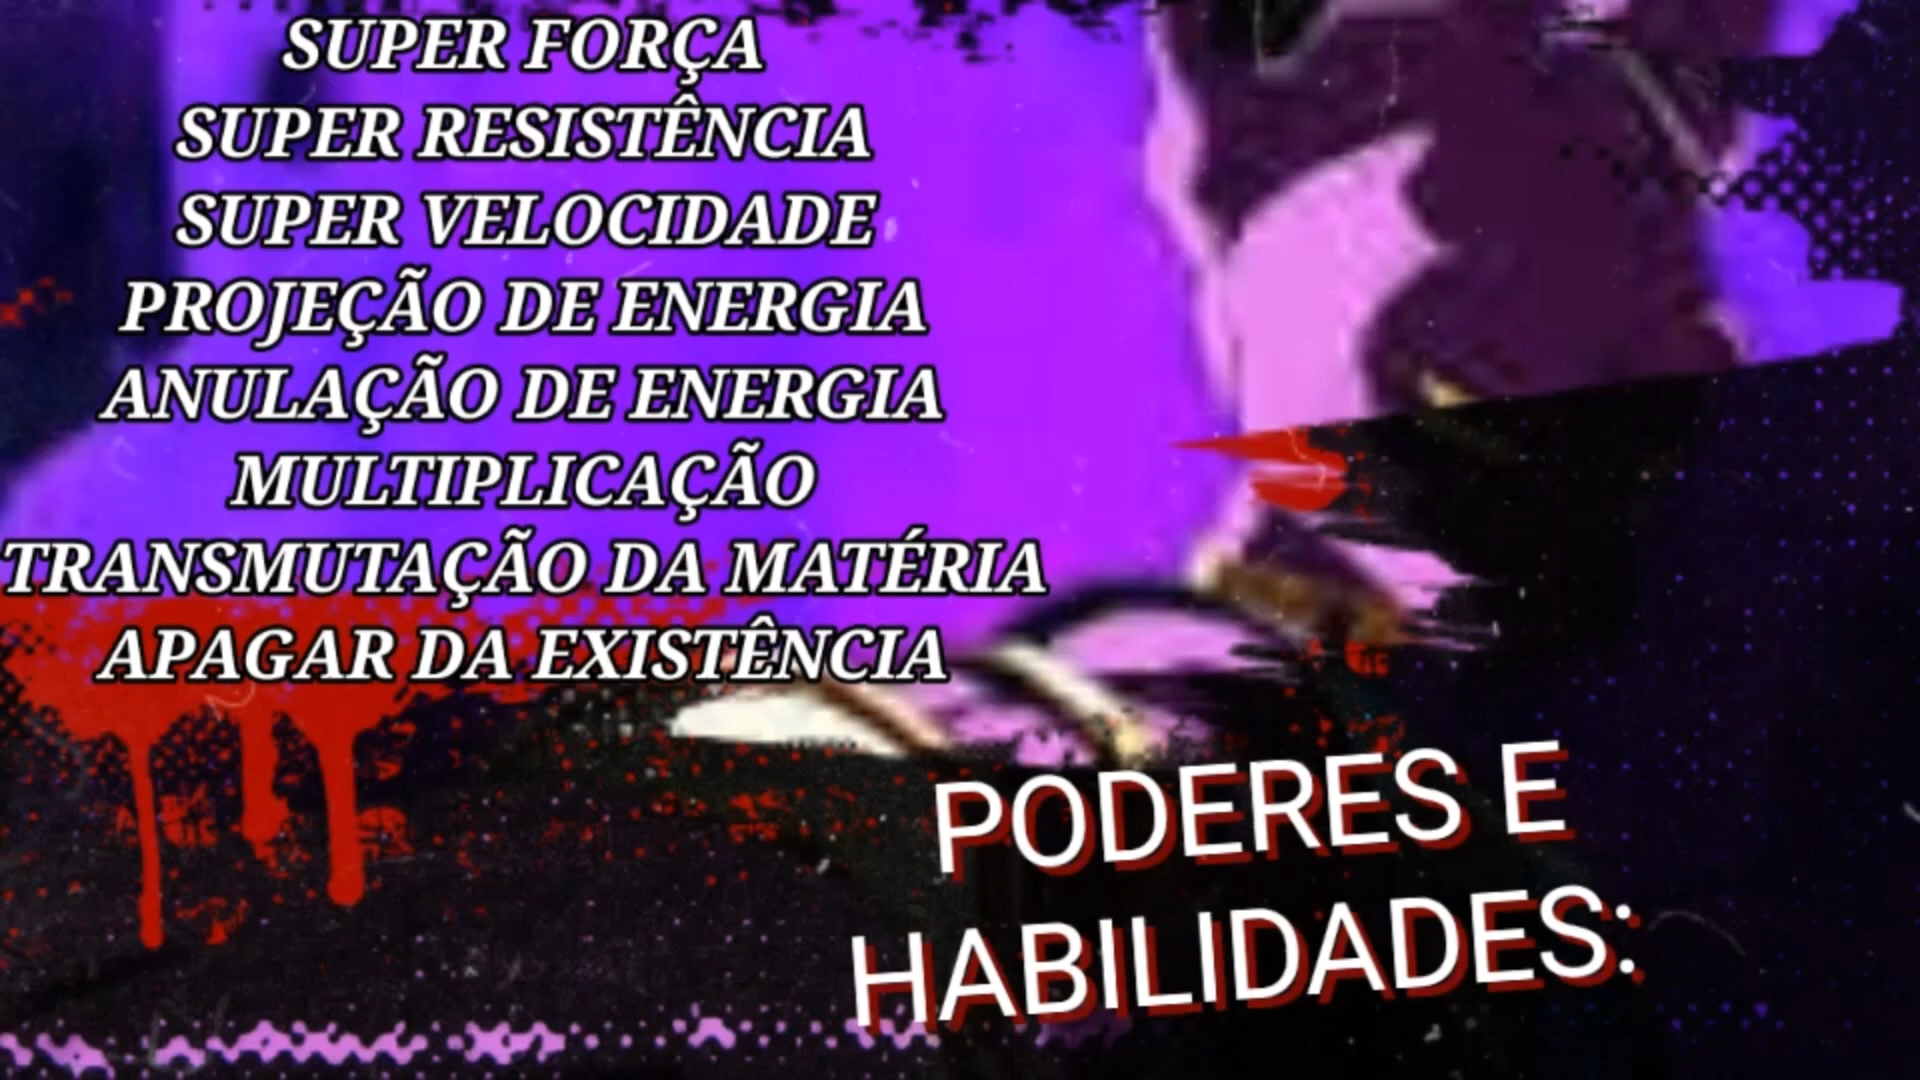 SUPER FORÇA
SUPER RESISTÊNCIA
SUPER VELOCIDADE
PROJEÇÃO DE ENERGIA
ANULAÇÃO DE ENERGIA
MULTIPLICAÇÃO
TRANSMUTAÇÃO DA MATÉRIA
APAGAR DA EXISTÊNCIA
PODERES E
HABILIDADES: